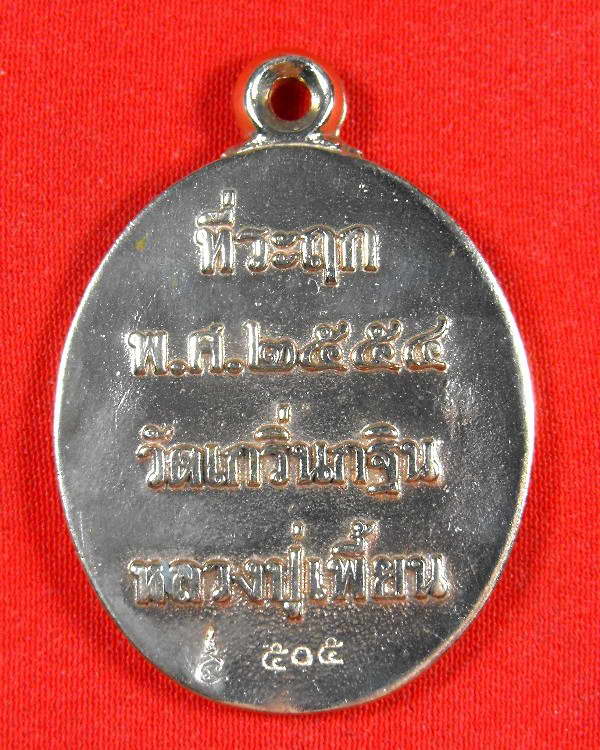 ที่ระฤก
พ.ศ.๒๕๕๔
วัดเกริ่นกฐิน
หลวงปู่เพี้ยน
๕๐๕